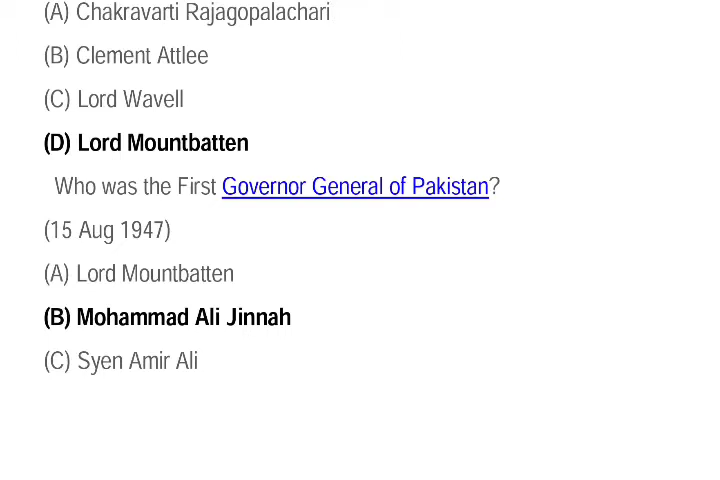 (A) Chakravarti Rajagopalachari
(B) Clement Attlee
(C) Lord Wavell
(D) Lord Mountbatten
Who was the First Governor General of Pakistan?
(15 Aug 1947)
(A) Lord Mountbatten
(B) Mohammad Ali Jinnah
(C) Syen Amir Ali